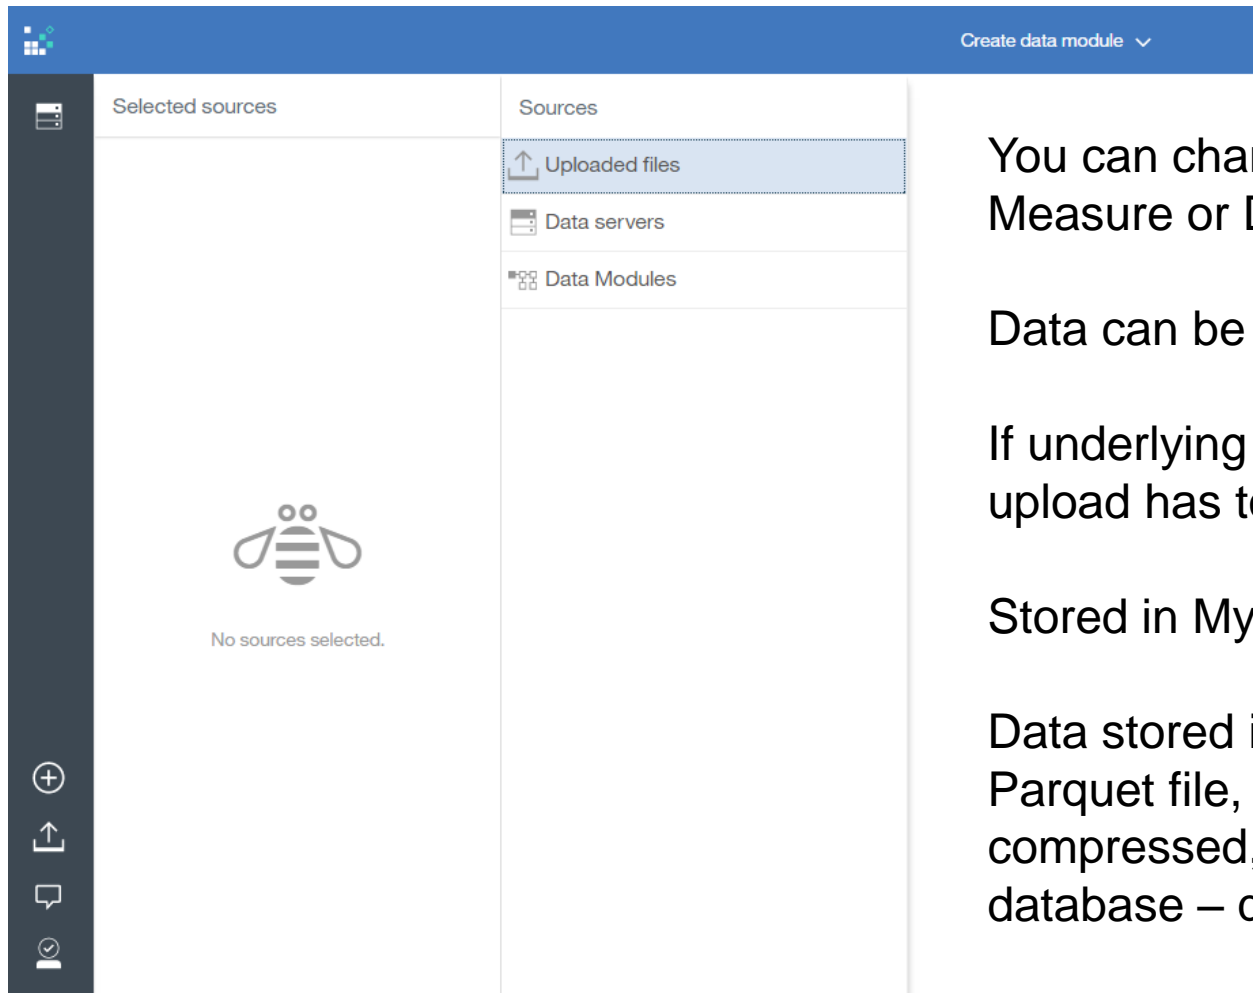 Create data module
Selected sources
Sources
Uploaded files
Data servers
Data Modules
No sources selected.
You can
Measure or
Data can be
If underlying
upload has
Stored in My
Data stored
Parquet file,
compressed,
database –